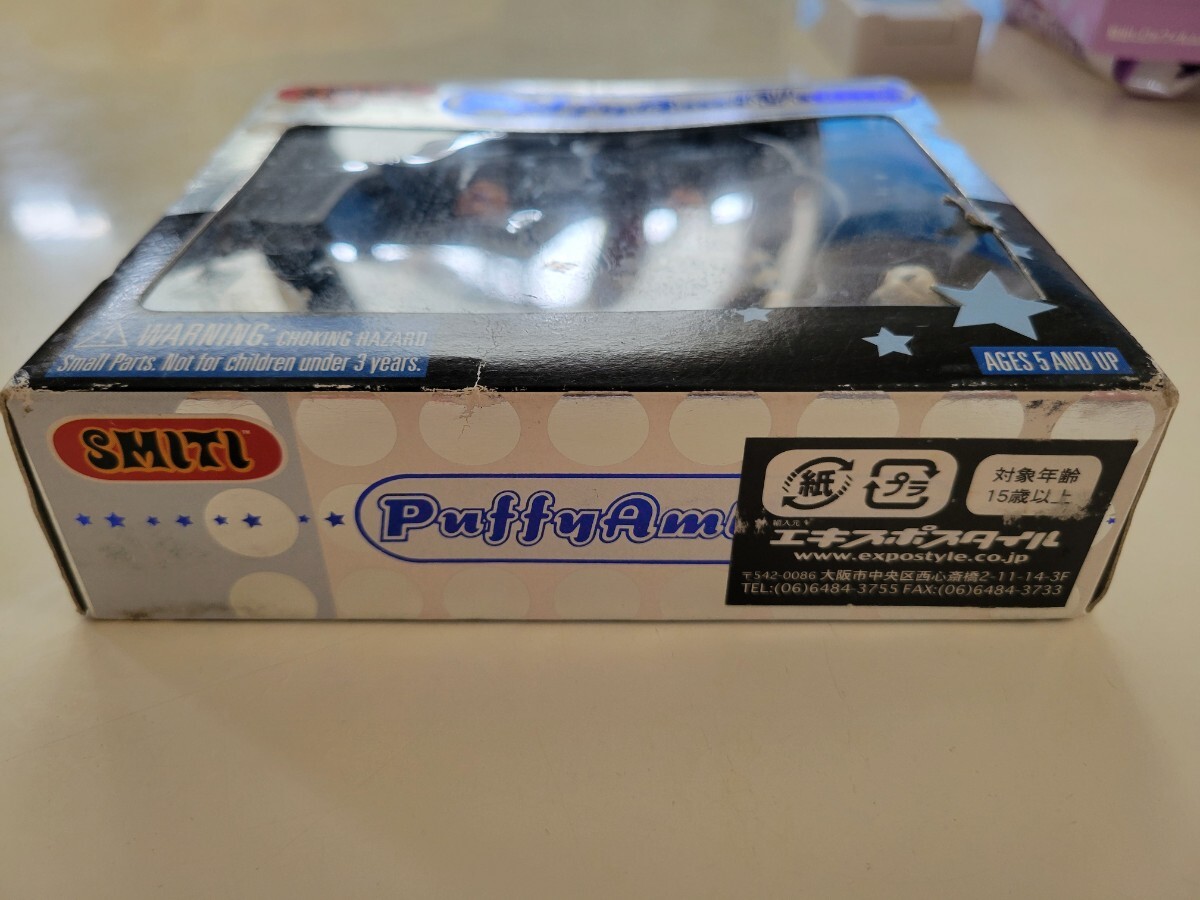 WARNING: CHOKING HAZARD
Small Parts. Not for children under 3 years.
AGES 5 AND UP
SMITI™
PuffyAm
紙
プラ
対象年齢
15歳以上
輸入元
エキスポスタイル
www.expostyle.co.jp
〒542-0086 大阪市中央区西心斎橋2-11-14-3F
TEL:(06)6484-3755 FAX:(06)6484-3733